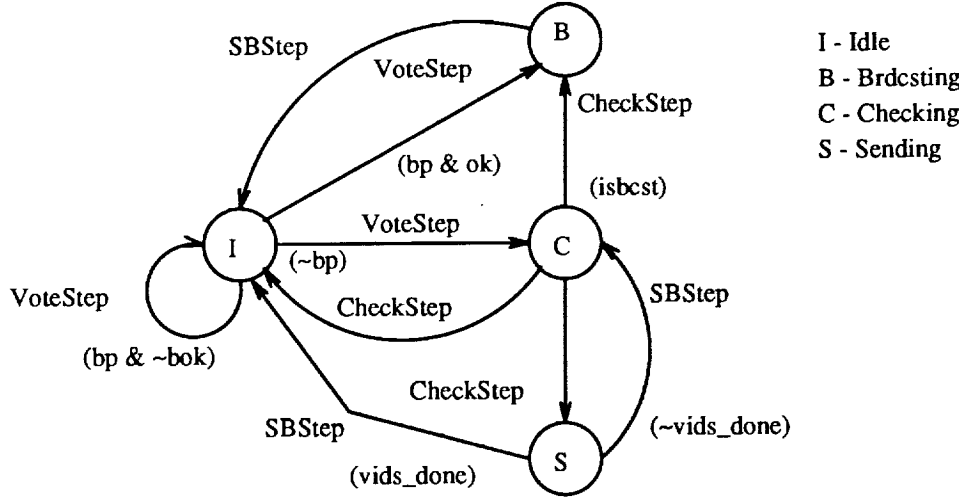 B
I - Idle
SBStep
B - Brdcsting
VoteStep
C - Checking
CheckStep
S - Sending
(bp & ok)
(isbcst)
VoteStep
I
C
(~bp)
SBStep
VoteStep
CheckStep
(bp & ~bok)
CheckStep
SBStep
(~vids_done)
S
(vids_done)